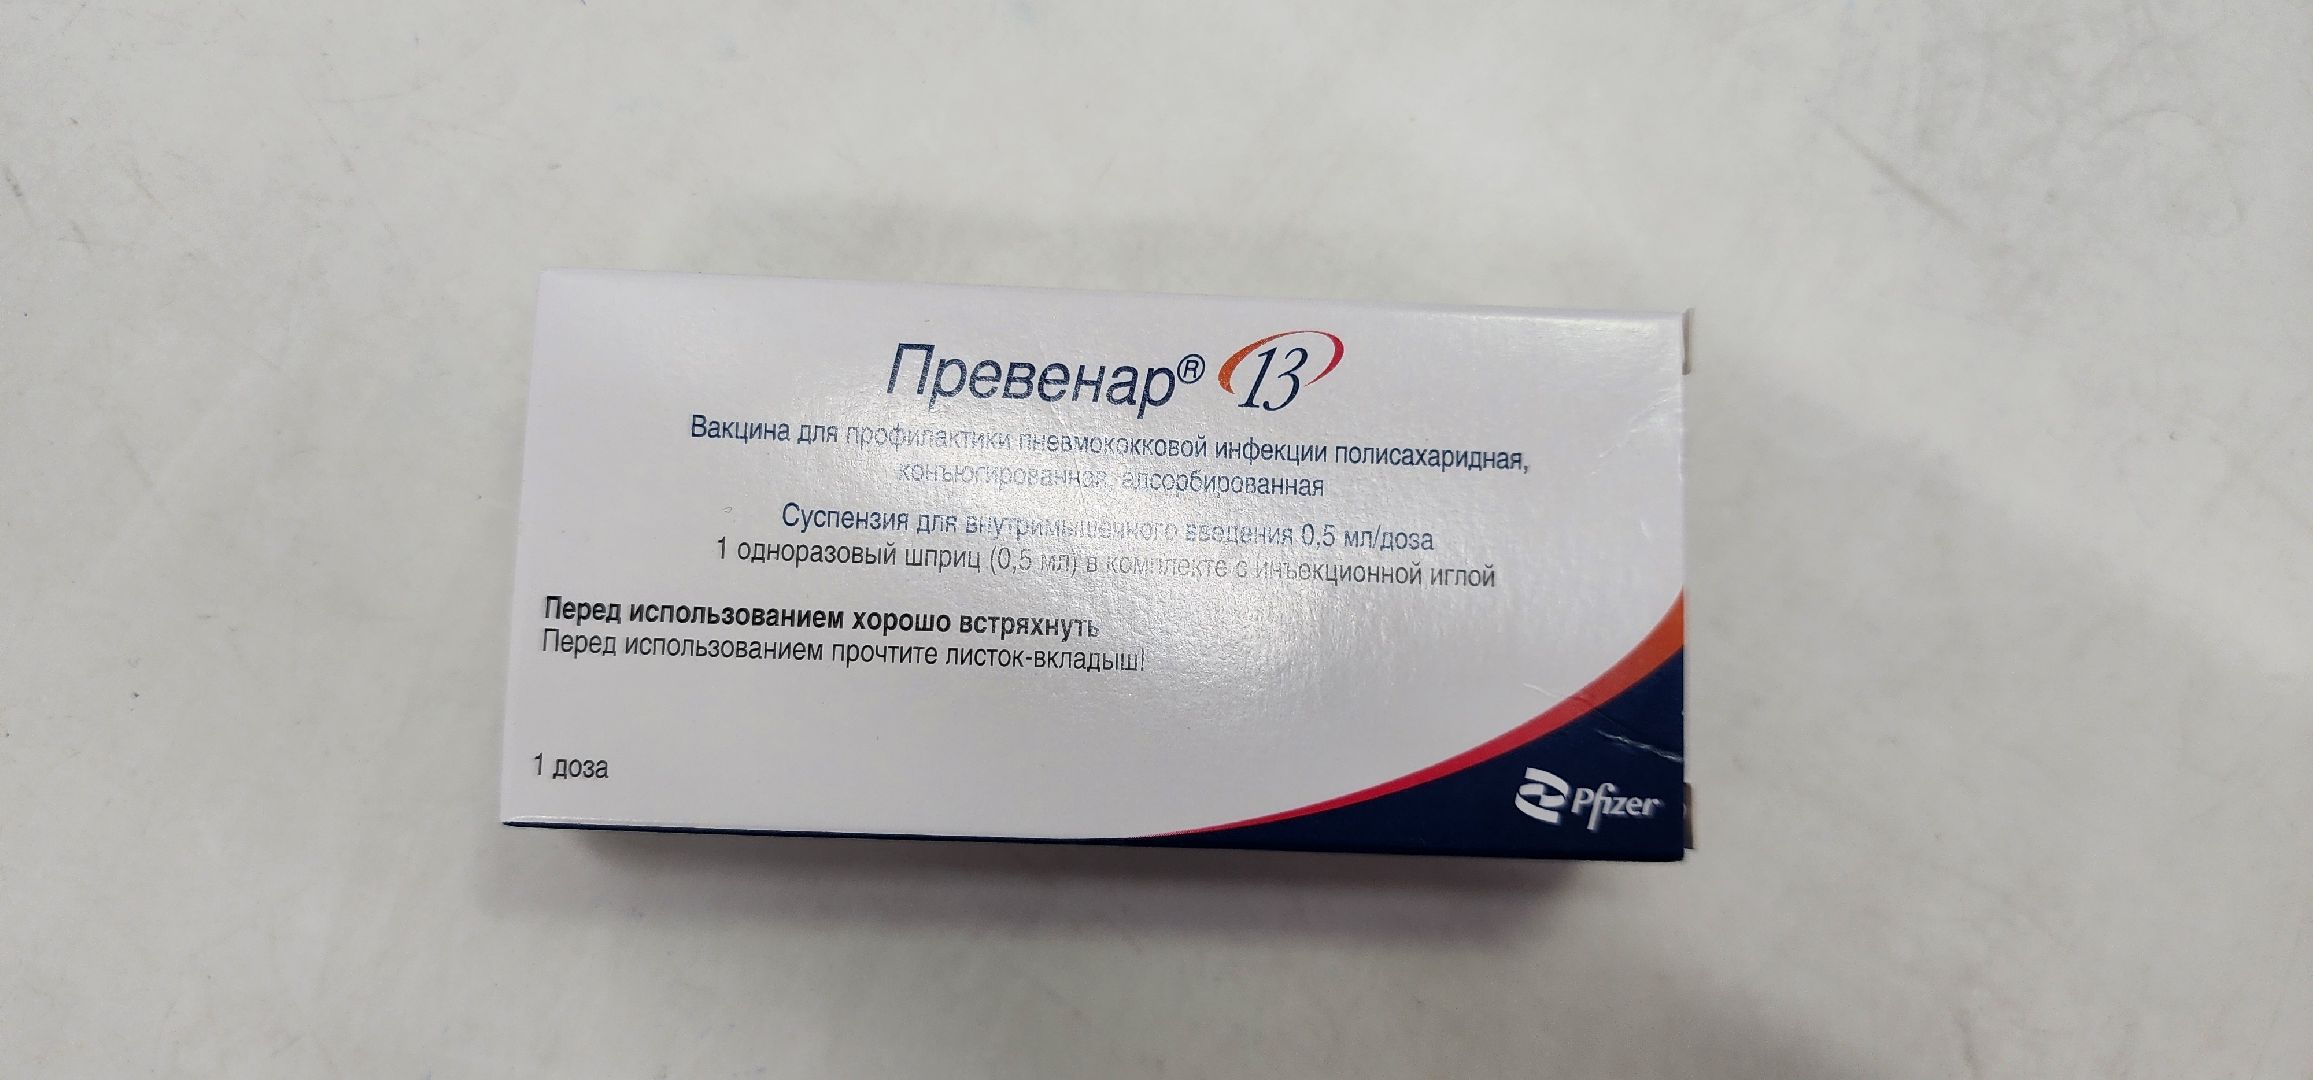 Превенар® 13
Вакцина для профилактики пневмококковой инфекции полисахаридная,
конъюгированная, адсорбированная
Суспензия для внутримышечного введения 0,5 мл/доза
1 одноразовый шприц (0,5 мл) в комплекте с инъекционной иглой
Перед использованием хорошо встряхнуть
Перед использованием прочтите листок-вкладыш!
1 доза
Pfizer